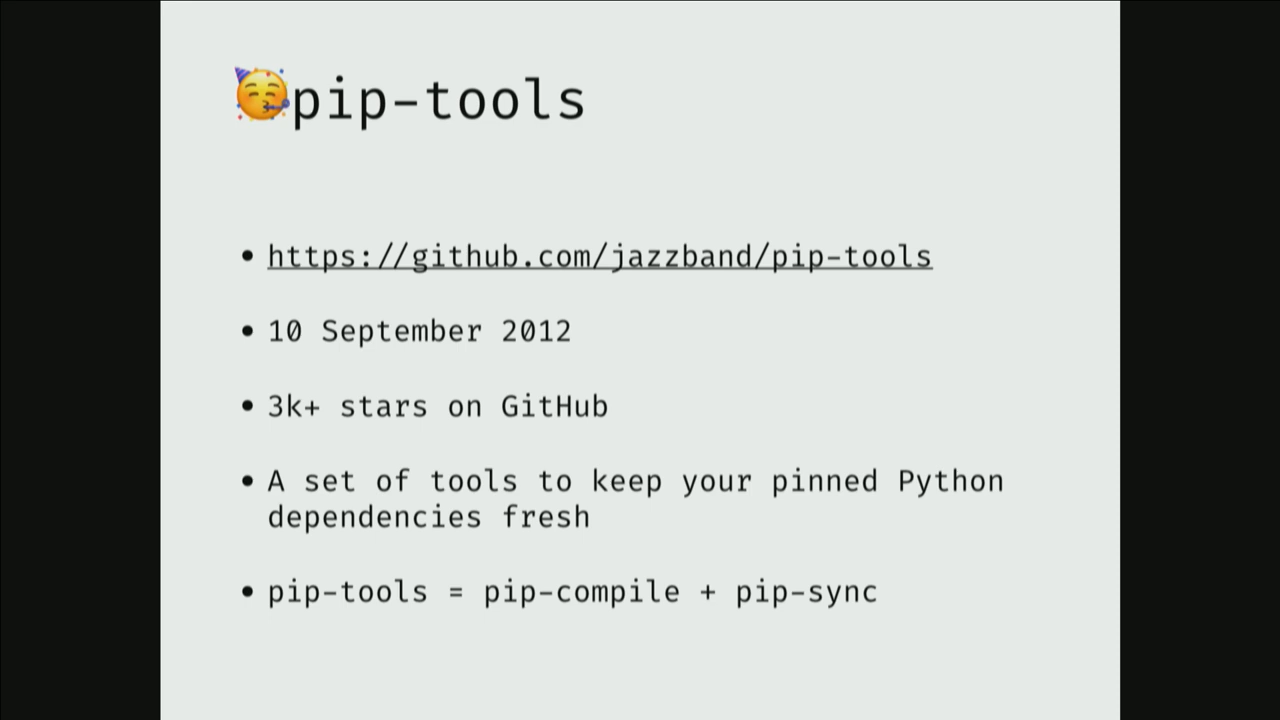 🥳pip-tools
• https://github.com/jazzband/pip-tools
• 10 September 2012
• 3k+ stars on GitHub
• A set of tools to keep your pinned Python
dependencies fresh
• pip-tools = pip-compile + pip-sync